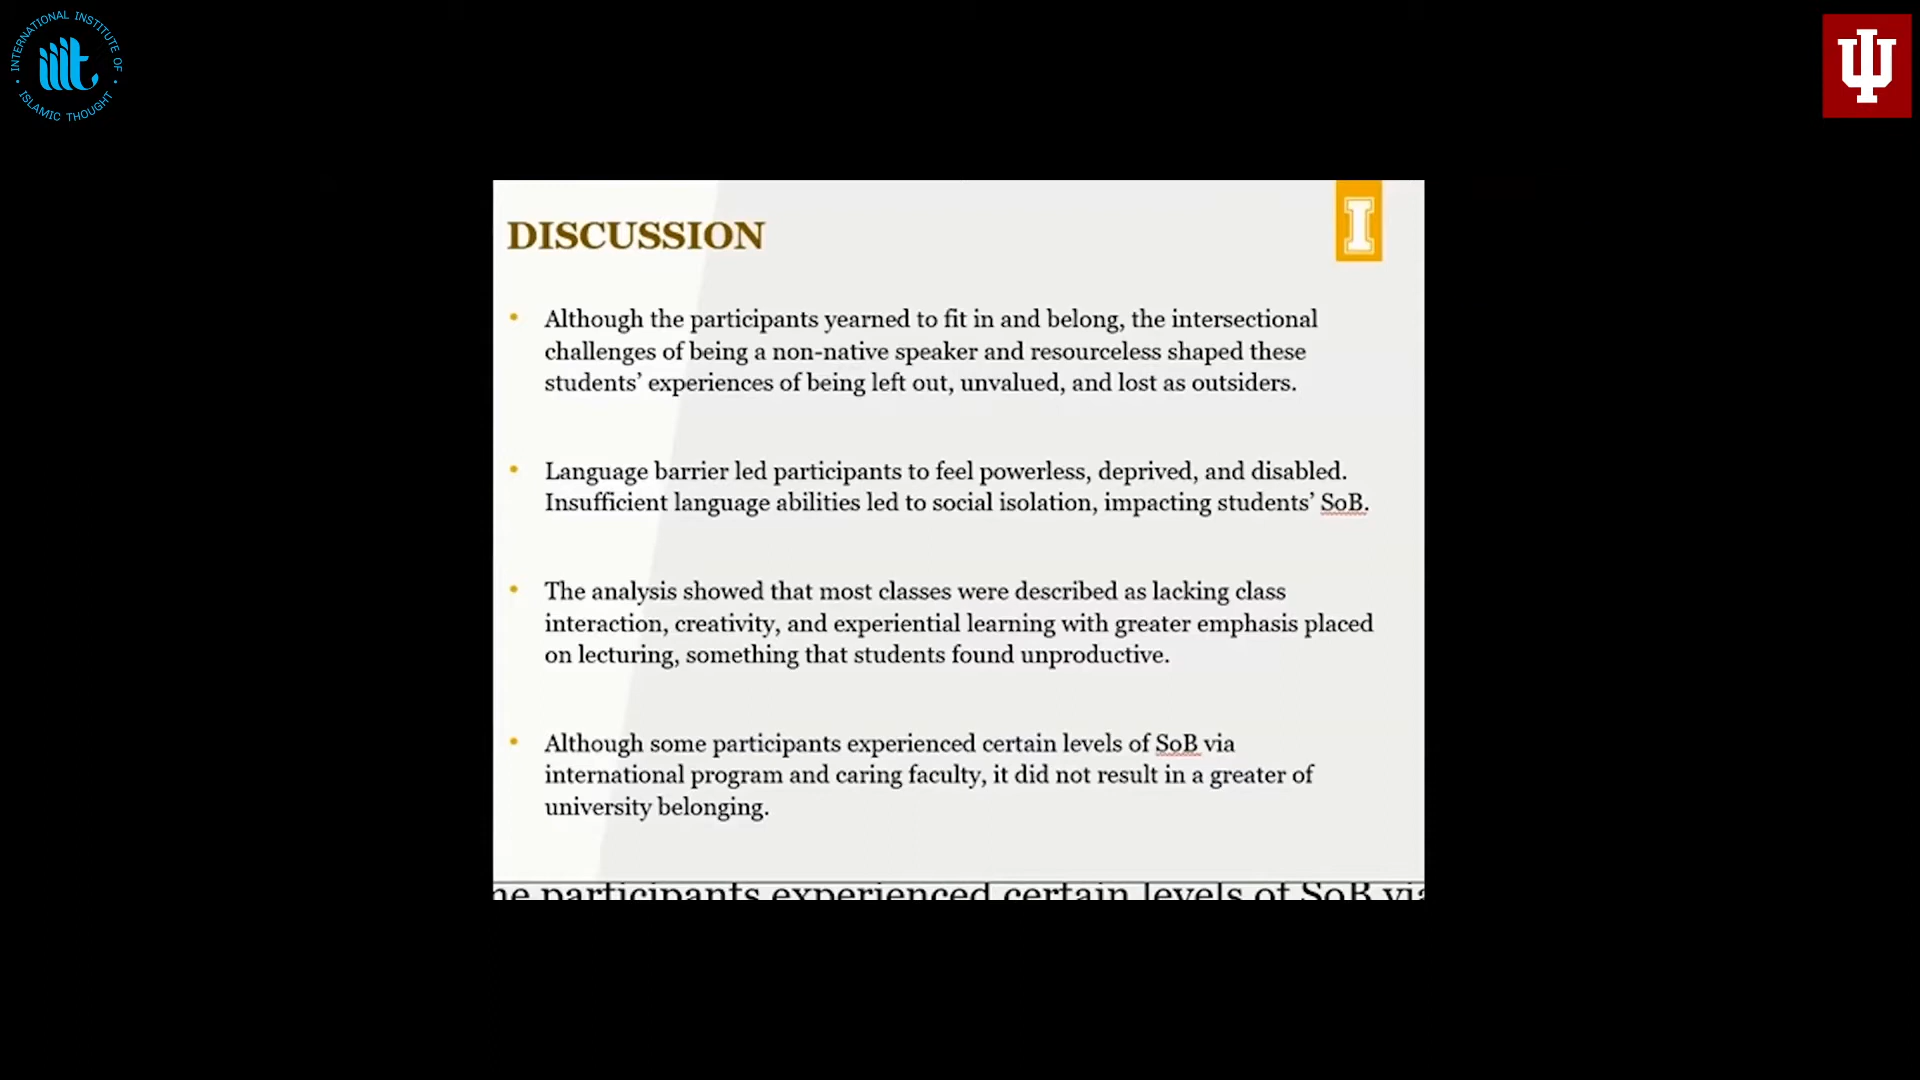 INTERNATIONAL INSTITUTE OF
ISLAMIC THOUGHT
iiit
DISCUSSION
• Although the participants yearned to fit in and belong, the intersectional
challenges of being a non-native speaker and resourceless shaped these
students’ experiences of being left out, unvalued, and lost as outsiders.
• Language barrier led participants to feel powerless, deprived, and disabled.
Insufficient language abilities led to social isolation, impacting students’ SoB.
• The analysis showed that most classes were described as lacking class
interaction, creativity, and experiential learning with greater emphasis placed
on lecturing, something that students found unproductive.
• Although some participants experienced certain levels of SoB via
international program and caring faculty, it did not result in a greater of
university belonging.
he participants experienced certain levels of SoB via